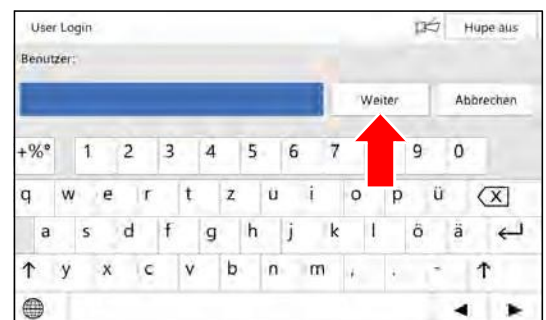 User Login Hupe aus
Benutzer:
Weiter Abbrechen
+%° 1 2 3 4 5 6 7 9 0
q w e r t z u i o p ü
a s d f g h j k l ö ä
y x c v b n m , . -